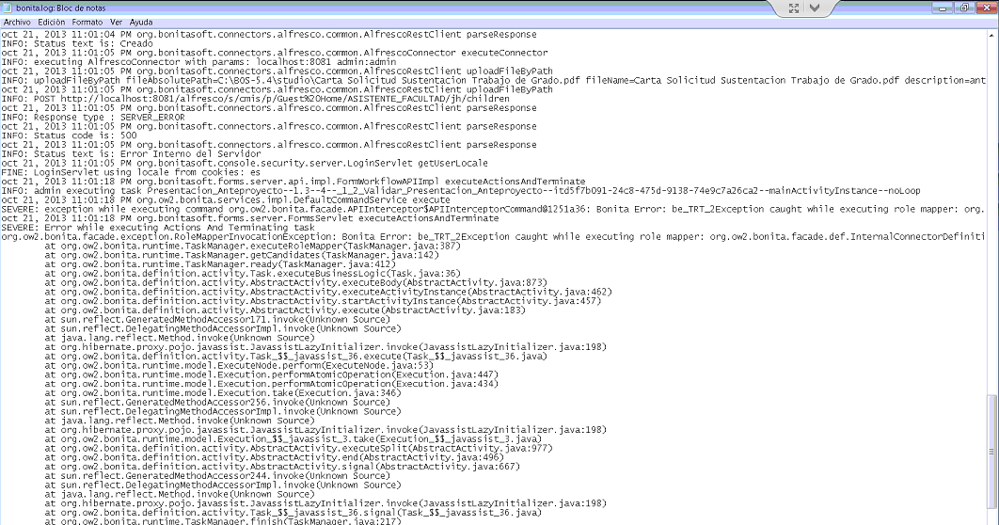 bonita.log: Bloc de notas
Archivo Edición Formato Ver Ayuda
oct 21, 2013 11:01:04 PM org.bonitasoft.connectors.alfresco.common.AlfrescoRestClient parseResponse
INFO: Status text is: Creado
oct 21, 2013 11:01:05 PM org.bonitasoft.connectors.alfresco.common.AlfrescoConnector executeConnector
INFO: executing AlfrescoConnector with params: localhost:8081 admin:admin
oct 21, 2013 11:01:05 PM org.bonitasoft.connectors.alfresco.common.AlfrescoRestClient uploadFileByPath
INFO: uploadFileByPath fileAbsolutePath=C:\BOS-5.4\studio\Carta Solicitud Sustentacion Trabajo de Grado.pdf fileName=Carta Solicitud Sustentacion Trabajo de Grado.pdf description=ant
oct 21, 2013 11:01:05 PM org.bonitasoft.connectors.alfresco.common.AlfrescoRestClient uploadFileByPath
INFO: POST http://localhost:8081/alfresco/s/cmis/p/Guest%20Home/ASISTENTE_FACULTAD/jh/children
oct 21, 2013 11:01:05 PM org.bonitasoft.connectors.alfresco.common.AlfrescoRestClient parseResponse
INFO: Response type : SERVER_ERROR
oct 21, 2013 11:01:05 PM org.bonitasoft.connectors.alfresco.common.AlfrescoRestClient parseResponse
INFO: Status code is: 500
oct 21, 2013 11:01:05 PM org.bonitasoft.connectors.alfresco.common.AlfrescoRestClient parseResponse
INFO: Status text is: Error Interno del Servidor
oct 21, 2013 11:01:05 PM org.bonitasoft.console.security.server.LoginServlet getUserLocale
FINE: LoginServlet using locale from cookies: es
oct 21, 2013 11:01:18 PM org.bonitasoft.forms.server.api.impl.FormWorkflowAPIImpl executeActionsAndTerminate
INFO: admin executing task Presentacion_Anteproyecto--1.3--4--_1_2_Validar_Presentacion_Anteproyecto--itd5f7b091-24c8-475d-9138-74e9c7a26ca2--mainActivityInstance--noLoop
oct 21, 2013 11:01:18 PM org.ow2.bonita.services.impl.DefaultCommandService execute
SEVERE: exception while executing command org.ow2.bonita.facade.APIInterceptor$APIInterceptorCommand@1251a36: Bonita Error: be_TRT_2Exception caught while executing role mapper: org.
oct 21, 2013 11:01:18 PM org.bonitasoft.forms.server.FormsServlet executeActionsAndTerminate
SEVERE: Error while executing Actions And Terminating task
org.ow2.bonita.facade.exception.RoleMapperInvocationException: Bonita Error: be_TRT_2Exception caught while executing role mapper: org.ow2.bonita.facade.def.InternalConnectorDefiniti
at org.ow2.bonita.runtime.TaskManager.executeRoleMapper(TaskManager.java:387)
at org.ow2.bonita.runtime.TaskManager.getCandidates(TaskManager.java:142)
at org.ow2.bonita.runtime.TaskManager.ready(TaskManager.java:412)
at org.ow2.bonita.definition.activity.Task.executeBusinessLogic(Task.java:36)
at org.ow2.bonita.definition.activity.AbstractActivity.executeBody(AbstractActivity.java:873)
at org.ow2.bonita.definition.activity.AbstractActivity.executeActivityInstance(AbstractActivity.java:462)
at org.ow2.bonita.definition.activity.AbstractActivity.startActivityInstance(AbstractActivity.java:457)
at org.ow2.bonita.definition.activity.AbstractActivity.execute(AbstractActivity.java:183)
at sun.reflect.GeneratedMethodAccessor171.invoke(Unknown Source)
at sun.reflect.DelegatingMethodAccessorImpl.invoke(Unknown Source)
at java.lang.reflect.Method.invoke(Unknown Source)
at org.hibernate.proxy.pojo.javassist.JavassistLazyInitializer.invoke(JavassistLazyInitializer.java:198)
at org.ow2.bonita.definition.activity.Task_$$_javassist_36.execute(Task_$$_javassist_36.java)
at org.ow2.bonita.runtime.model.ExecuteNode.perform(ExecuteNode.java:53)
at org.ow2.bonita.runtime.model.Execution.performAtomicOperation(Execution.java:447)
at org.ow2.bonita.runtime.model.Execution.performAtomicOperation(Execution.java:434)
at org.ow2.bonita.runtime.model.Execution.take(Execution.java:346)
at sun.reflect.GeneratedMethodAccessor256.invoke(Unknown Source)
at sun.reflect.DelegatingMethodAccessorImpl.invoke(Unknown Source)
at java.lang.reflect.Method.invoke(Unknown Source)
at org.hibernate.proxy.pojo.javassist.JavassistLazyInitializer.invoke(JavassistLazyInitializer.java:198)
at org.ow2.bonita.runtime.model.Execution_$$_javassist_3.take(Execution_$$_javassist_3.java)
at org.ow2.bonita.definition.activity.AbstractActivity.executeSplit(AbstractActivity.java:977)
at org.ow2.bonita.definition.activity.AbstractActivity.end(AbstractActivity.java:496)
at org.ow2.bonita.definition.activity.AbstractActivity.signal(AbstractActivity.java:667)
at sun.reflect.GeneratedMethodAccessor244.invoke(Unknown Source)
at sun.reflect.DelegatingMethodAccessorImpl.invoke(Unknown Source)
at java.lang.reflect.Method.invoke(Unknown Source)
at org.hibernate.proxy.pojo.javassist.JavassistLazyInitializer.invoke(JavassistLazyInitializer.java:198)
at org.ow2.bonita.definition.activity.Task_$$_javassist_36.signal(Task_$$_javassist_36.java)
at org.ow2.bonita.runtime.TaskManager.finish(TaskManager.java:217)